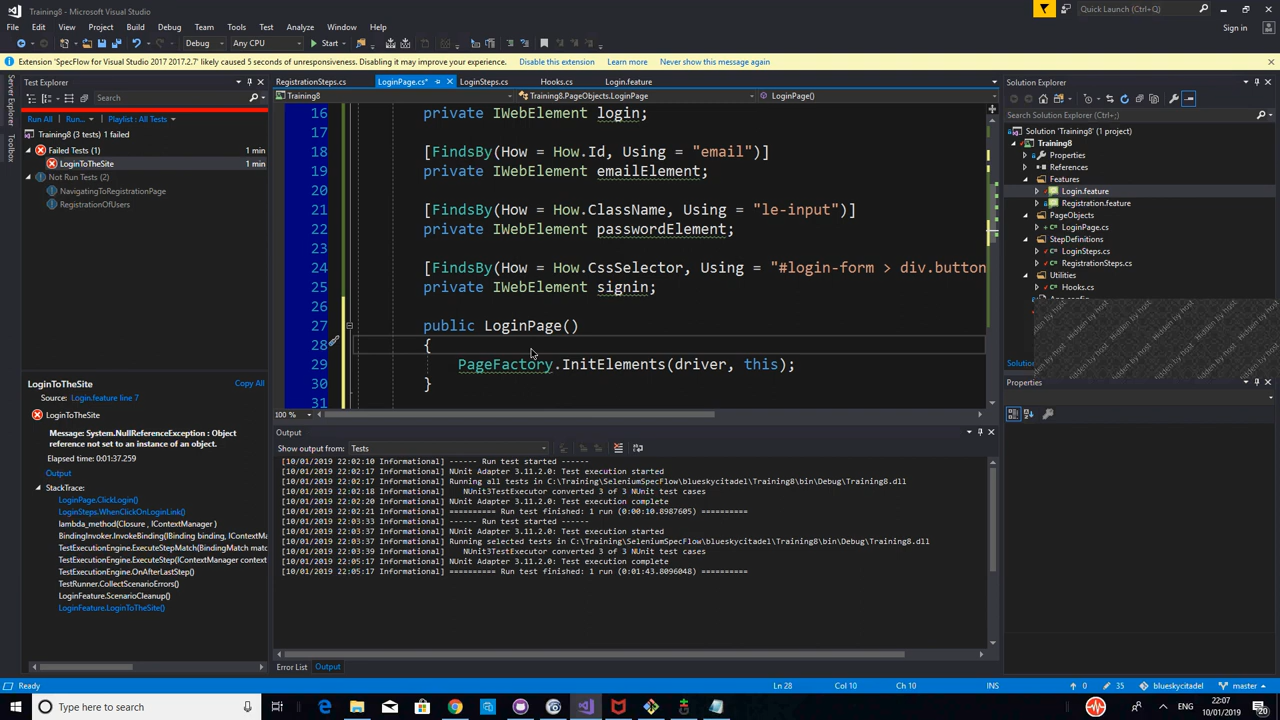 Training8 - Microsoft Visual Studio
Quick Launch (Ctrl+Q)
File Edit View Project Build Debug Team Tools Test Analyze Window Help
Sign in
Debug Any CPU Start
Extension 'SpecFlow for Visual Studio 2017 2017.2.7' likely caused 5 seconds of unresponsiveness. Disabling it may improve your experience. Disable this extension Learn more Never show this message again
Server Explorer
Toolbox
Test Explorer
Search
Run All Run... Playlist : All Tests
Training8 (3 tests) 1 failed
Failed Tests (1) 1 min
LoginToTheSite 1 min
Not Run Tests (2)
NavigatingToRegistrationPage
RegistrationOfUsers
LoginToTheSite Copy All
Source: Login.feature line 7
LoginToTheSite
Message: System.NullReferenceException : Object
reference not set to an instance of an object.
Elapsed time: 0:01:37.259
Output
StackTrace:
LoginPage.ClickLogin()
LoginSteps.WhenClickOnLoginLink()
lambda_method(Closure , IContextManager )
BindingInvoker.InvokeBinding(IBinding binding, IContextMa
TestExecutionEngine.ExecuteStepMatch(BindingMatch matc
TestExecutionEngine.ExecuteStep(IContextManager context
TestExecutionEngine.OnAfterLastStep()
TestRunner.CollectScenarioErrors()
LoginFeature.ScenarioCleanup()
LoginFeature.LoginToTheSite()
RegistrationSteps.cs LoginPage.cs* LoginSteps.cs Hooks.cs Login.feature
Training8 Training8.PageObjects.LoginPage LoginPage()
16 private IWebElement login;
17
18 [FindsBy(How = How.Id, Using = "email")]
19 private IWebElement emailElement;
20
21 [FindsBy(How = How.ClassName, Using = "le-input")]
22 private IWebElement passwordElement;
23
24 [FindsBy(How = How.CssSelector, Using = "#login-form > div.button
25 private IWebElement signin;
26
27 public LoginPage()
28 {
29 PageFactory.InitElements(driver, this);
30 }
31
100 %
Output
Show output from: Tests
[10/01/2019 22:02:10 Informational] ------ Run test started ------
[10/01/2019 22:02:17 Informational] NUnit Adapter 3.11.2.0: Test execution started
[10/01/2019 22:02:17 Informational] Running all tests in C:\Training\SeleniumSpecFlow\blueskycitadel\Training8\bin\Debug\Training8.dll
[10/01/2019 22:02:18 Informational] NUnit3TestExecutor converted 3 of 3 NUnit test cases
[10/01/2019 22:02:20 Informational] NUnit Adapter 3.11.2.0: Test execution complete
[10/01/2019 22:02:21 Informational] ========== Run test finished: 1 run (0:00:10.8987605) ==========
[10/01/2019 22:03:33 Informational] ------ Run test started ------
[10/01/2019 22:03:37 Informational] NUnit Adapter 3.11.2.0: Test execution started
[10/01/2019 22:03:37 Informational] Running selected tests in C:\Training\SeleniumSpecFlow\blueskycitadel\Training8\bin\Debug\Training8.dll
[10/01/2019 22:03:39 Informational] NUnit3TestExecutor converted 3 of 3 NUnit test cases
[10/01/2019 22:05:17 Informational] NUnit Adapter 3.11.2.0: Test execution complete
[10/01/2019 22:05:17 Informational] ========== Run test finished: 1 run (0:01:43.8096048) ==========
Error List Output
Solution Explorer
Search Solution Explorer (Ctrl+;)
Solution 'Training8' (1 project)
Training8
Properties
References
Features
Login.feature
Registration.feature
PageObjects
LoginPage.cs
StepDefinitions
LoginSteps.cs
RegistrationSteps.cs
Utilities
Hooks.cs
Hidden by host
Properties
Ready Ln 28 Col 10 Ch 10 INS 0 35 blueskycitadel master
Type here to search
22:07
10/01/2019